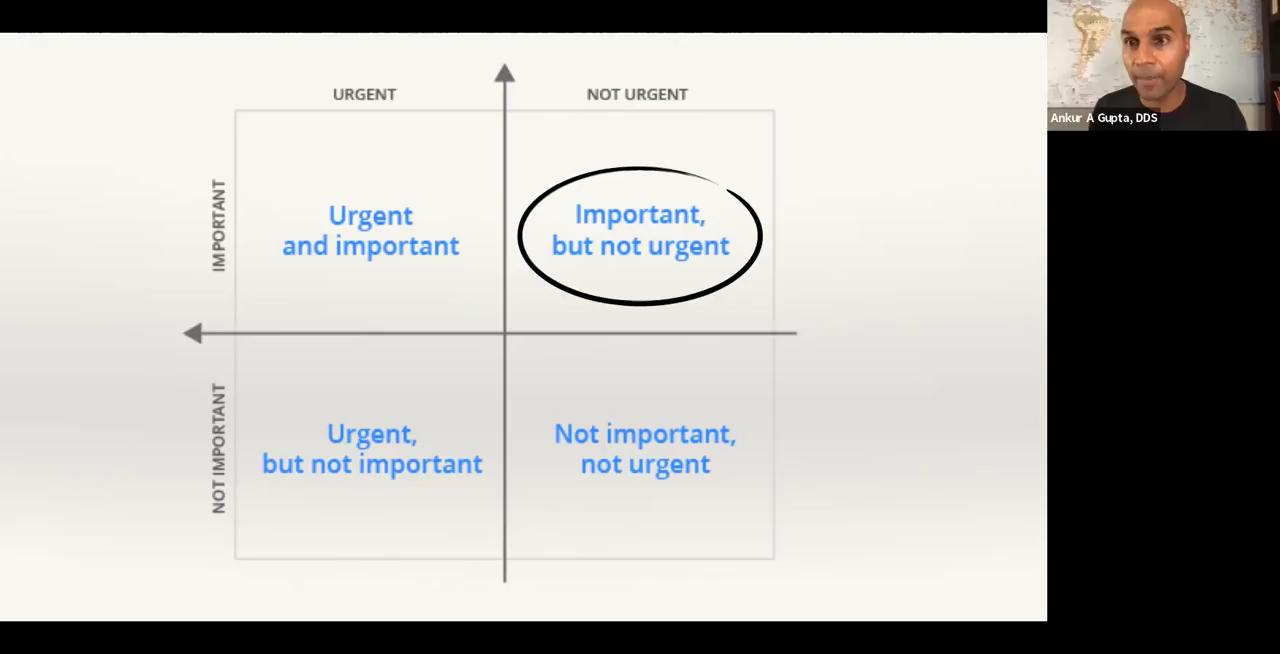 URGENT
NOT URGENT
IMPORTANT
Urgent
and important
Important,
but not urgent
NOT IMPORTANT
Urgent,
but not important
Not important,
not urgent
Ankur A Gupta, DDS